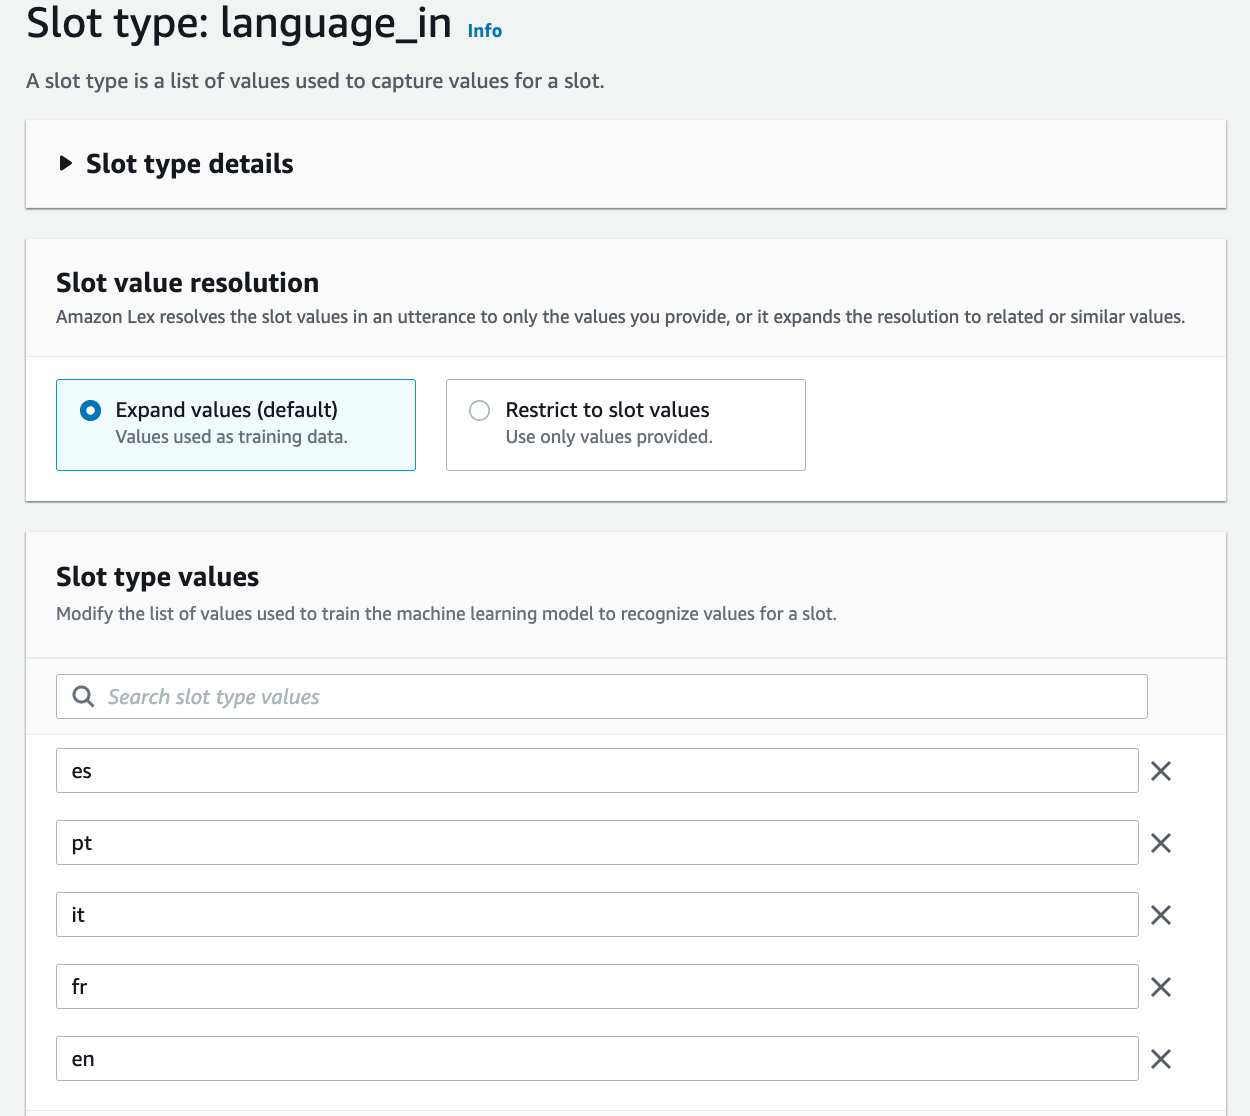 Slot type: language_in Info
A slot type is a list of values used to capture values for a slot.
Slot type details
Slot value resolution
Amazon Lex resolves the slot values in an utterance to only the values you provide, or it expands the resolution to related or similar values.
Expand values (default)
Values used as training data.
Restrict to slot values
Use only values provided.
Slot type values
Modify the list of values used to train the machine learning model to recognize values for a slot.
Search slot type values
es
pt
it
fr
en